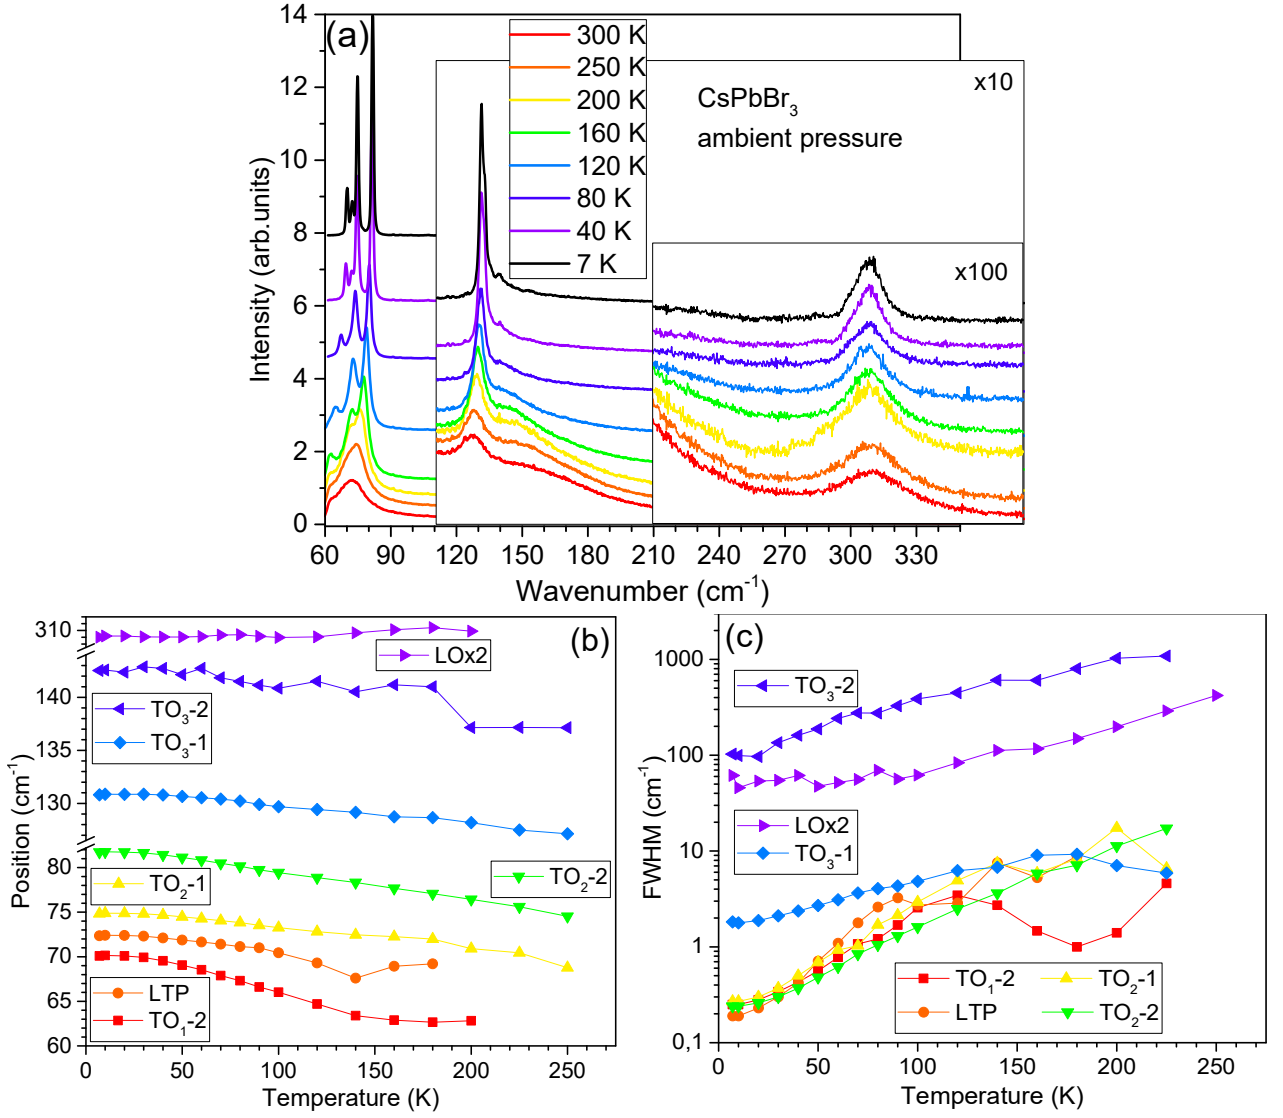 (a)
14
12
10
8
6
4
2
0
Intensity (arb.units)
300 K
250 K
200 K
160 K
120 K
80 K
40 K
7 K
CsPbBr3
ambient pressure
x10
x100
60 90 120 150 180 210 240 270 300 330
Wavenumber (cm-1)
(b)
310
140
135
130
80
75
70
65
60
Position (cm-1)
LOx2
TO3-2
TO3-1
TO2-2
TO2-1
LTP
TO1-2
0 50 100 150 200 250
Temperature (K)
(c)
1000
100
10
1
0,1
FWHM (cm-1)
TO3-2
LOx2
TO3-1
TO1-2 TO2-1
LTP TO2-2
0 50 100 150 200 250
Temperature (K)